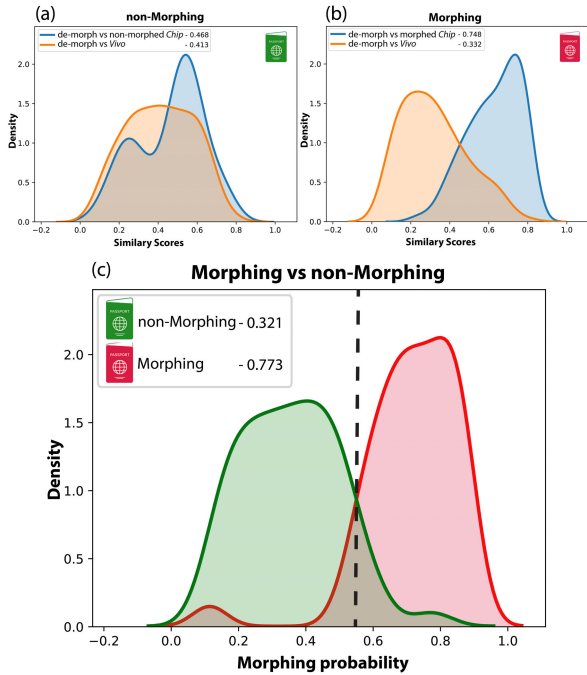 (a)
non-Morphing
de-morph vs non-morphed Chip - 0.468
de-morph vs Vivo - 0.413
Density
2.0
1.5
1.0
0.5
0.0
−0.2 0.0 0.2 0.4 0.6 0.8 1.0
Similary Scores
(b)
Morphing
de-morph vs morphed Chip - 0.748
de-morph vs Vivo - 0.332
Density
2.0
1.5
1.0
0.5
0.0
−0.2 0.0 0.2 0.4 0.6 0.8 1.0
Similary Scores
(c)
Morphing vs non-Morphing
PASSPORT
non-Morphing - 0.321
PASSPORT
Morphing - 0.773
Density
2.0
1.5
1.0
0.5
0.0
−0.2 0.0 0.2 0.4 0.6 0.8 1.0
Morphing probability